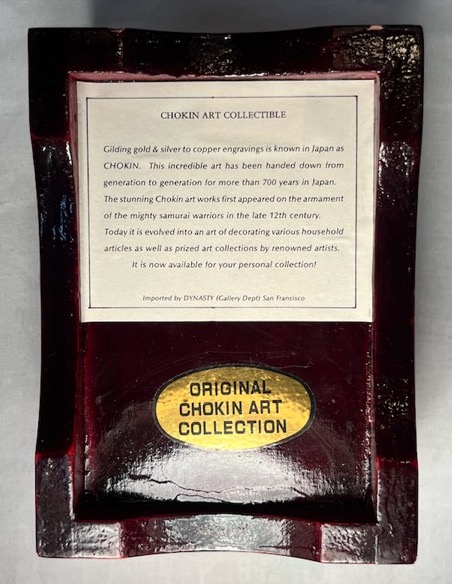 CHOKIN ART COLLECTIBLE
Gilding gold & silver to copper engravings is known in Japan as
CHOKIN. This incredible art has been handed down from
generation to generation for more than 700 years in Japan.
The stunning Chokin art works first appeared on the armament
of the mighty samurai warriors in the late 12th century.
Today it is evolved into an art of decorating various household
articles as well as prized art collections by renowned artists.
It is now available for your personal collection!
Imported by DYNASTY (Gallery Dept) San Francisco
ORIGINAL
CHOKIN ART
COLLECTION